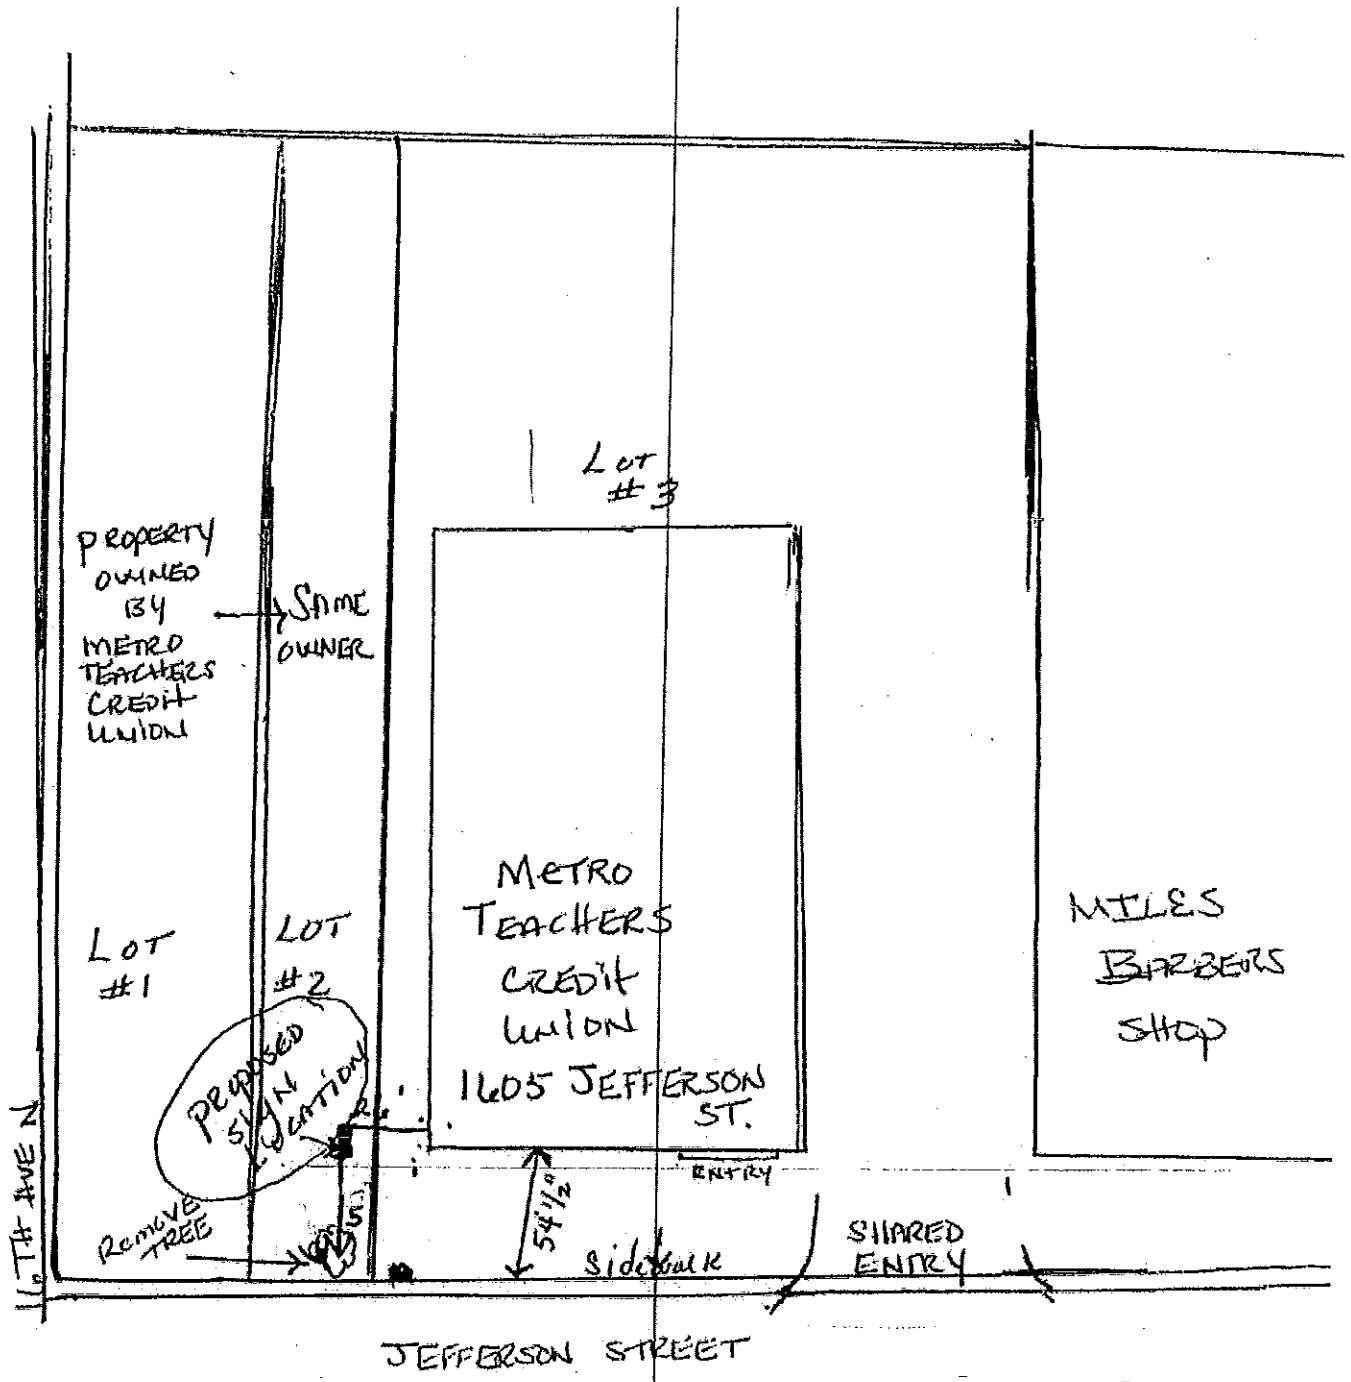 LOT
#3
PROPERTY
OWNED
BY
METRO
TEACHERS
CREDIT
UNION
SAME
OWNER
LOT
#1
LOT
#2
METRO
TEACHERS
CREDIT
UNION
1605 JEFFERSON
ST.
MILES
BARBERS
SHOP
PROPOSED
SIGN
LOCATION
ENTRY
54'½"
5'
REMOVE
TREE
Sidewalk
SHARED
ENTRY
16TH AVE N
JEFFERSON STREET